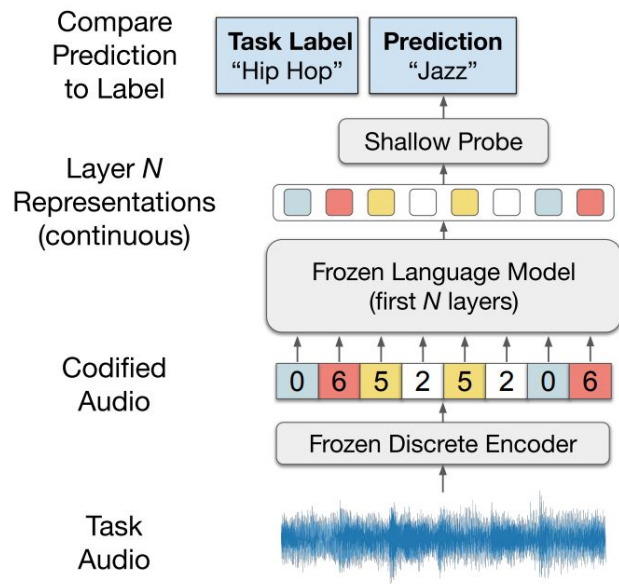 Compare
Prediction
to Label
Task Label
“Hip Hop”
Prediction
“Jazz”
Shallow Probe
Layer N
Representations
(continuous)
Frozen Language Model
(first N layers)
Codified
Audio
0 6 5 2 5 2 0 6
Frozen Discrete Encoder
Task
Audio